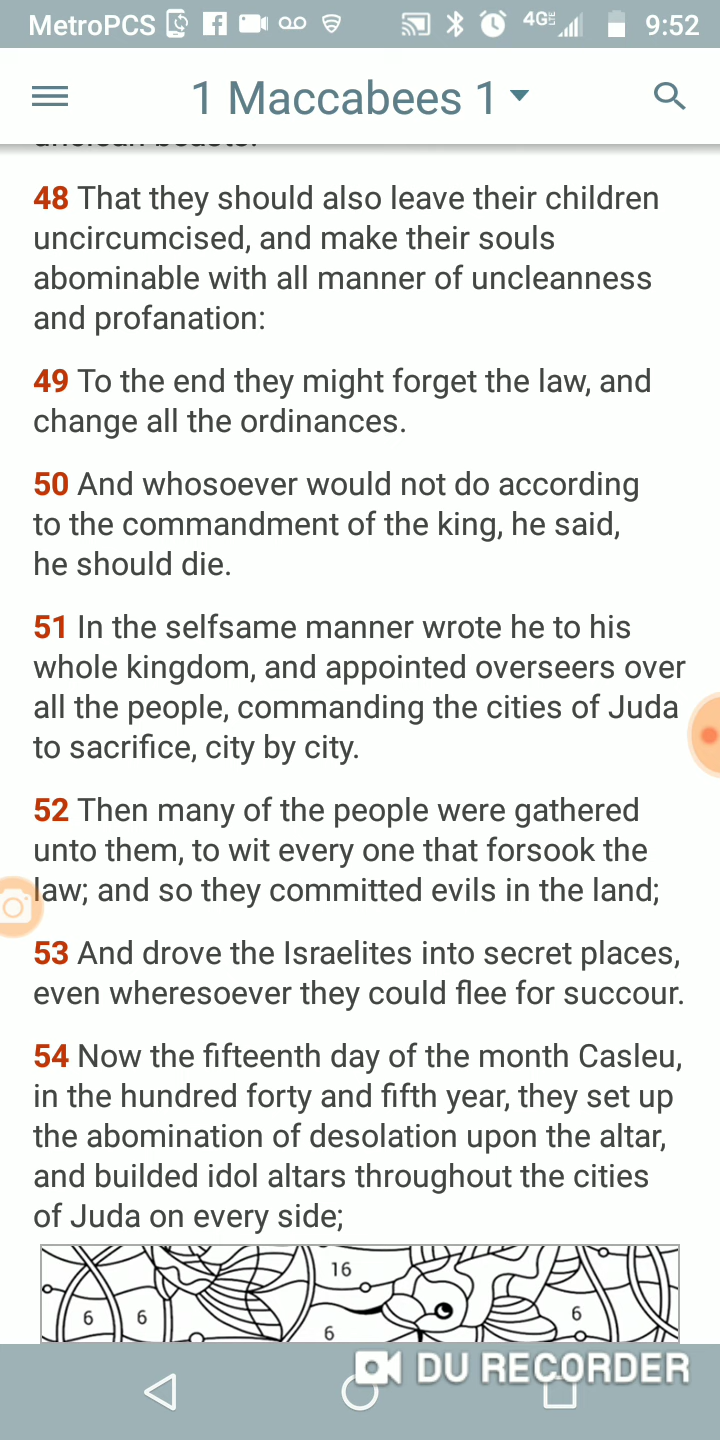 MetroPCS 4G LTE 9:52
1 Maccabees 1
48 That they should also leave their children
uncircumcised, and make their souls
abominable with all manner of uncleanness
and profanation:
49 To the end they might forget the law, and
change all the ordinances.
50 And whosoever would not do according
to the commandment of the king, he said,
he should die.
51 In the selfsame manner wrote he to his
whole kingdom, and appointed overseers over
all the people, commanding the cities of Juda
to sacrifice, city by city.
52 Then many of the people were gathered
unto them, to wit every one that forsook the
law; and so they committed evils in the land;
53 And drove the Israelites into secret places,
even wheresoever they could flee for succour.
54 Now the fifteenth day of the month Casleu,
in the hundred forty and fifth year, they set up
the abomination of desolation upon the altar,
and builded idol altars throughout the cities
of Juda on every side;
16
6 6 6
6
DU RECORDER